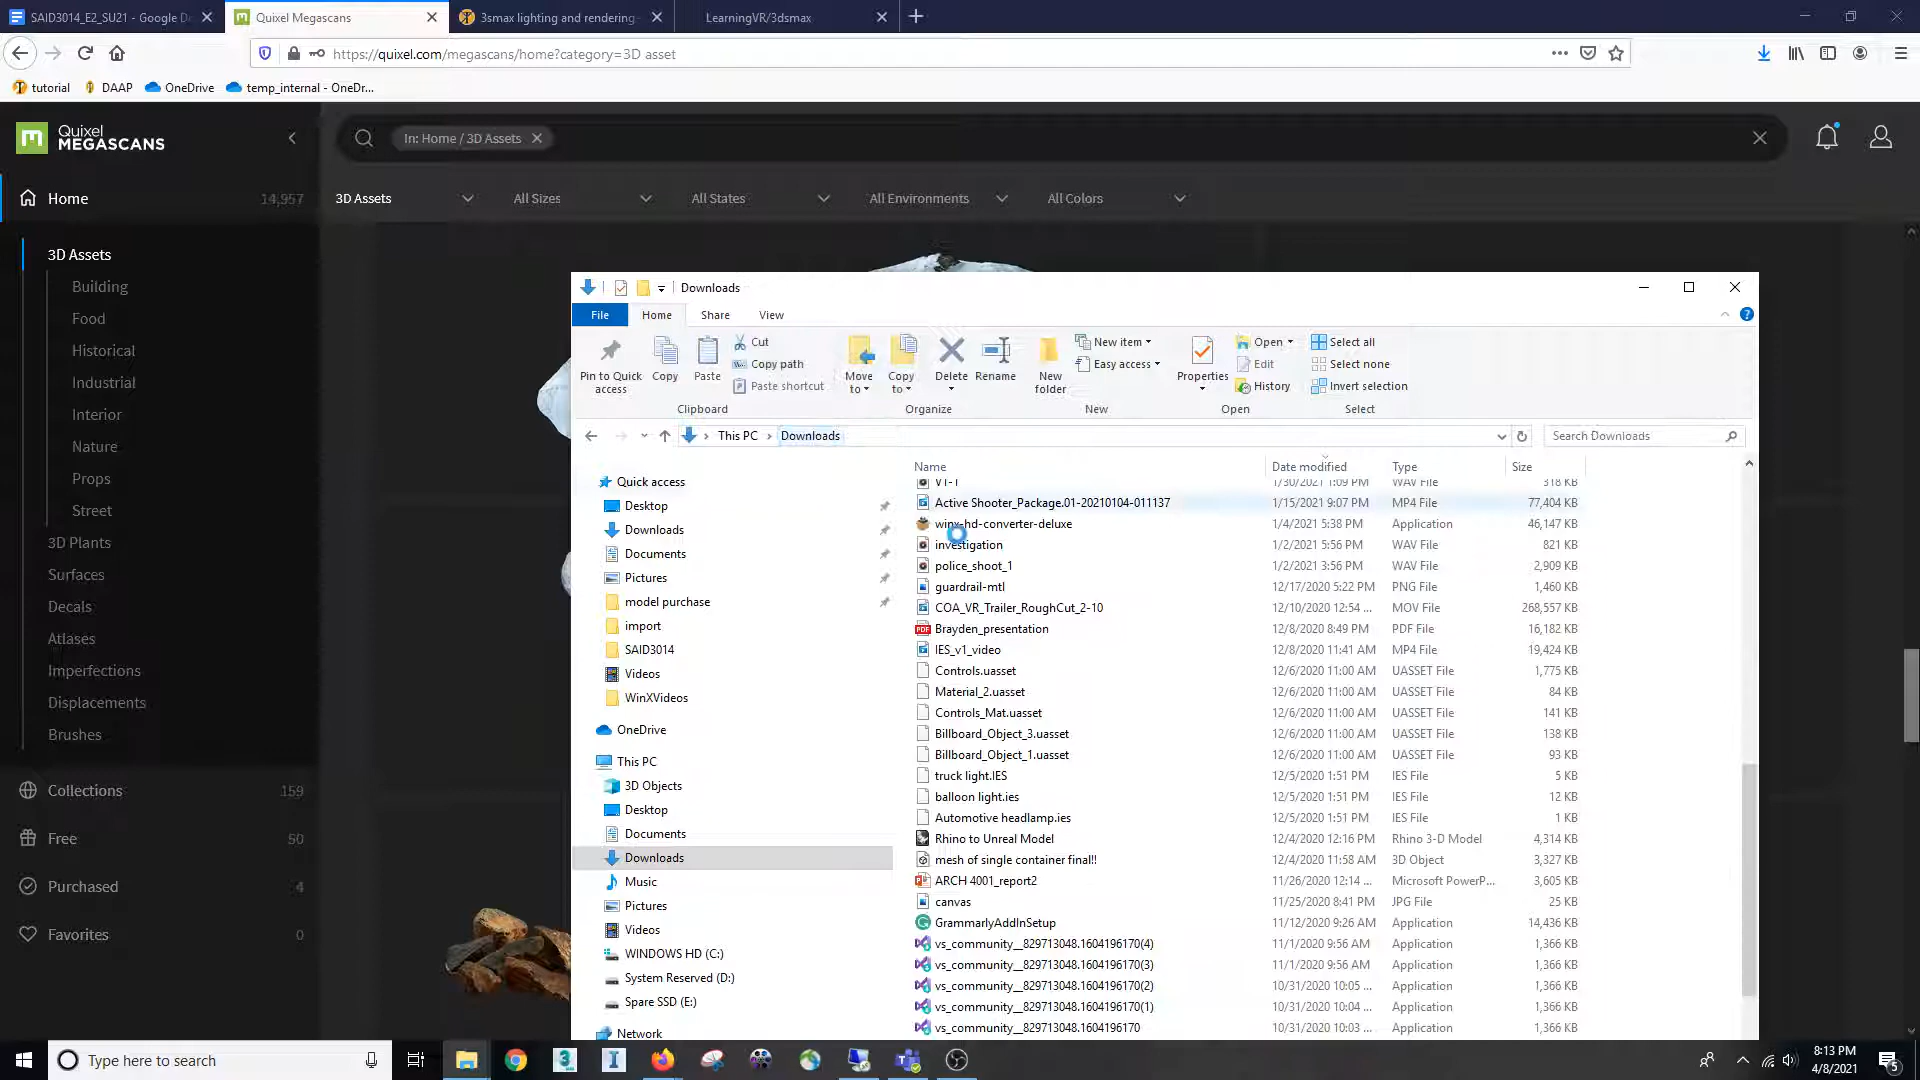 SAID3014_E2_SU21 - Google Do
Quixel Megascans
3smax lighting and rendering
LearningVR/3dsmax
https://quixel.com/megascans/home?category=3D asset
tutorial
DAAP
OneDrive
temp_internal - OneDr...
Quixel
MEGASCANS
In: Home / 3D Assets
Home 14,957
3D Assets
All Sizes
All States
All Environments
All Colors
3D Assets
Building
Food
Historical
Industrial
Interior
Nature
Props
Street
3D Plants
Surfaces
Decals
Atlases
Imperfections
Displacements
Brushes
Collections 159
Free 50
Purchased 4
Favorites 0
Downloads
File Home Share View
Pin to Quick access
Copy
Paste
Cut
Copy path
Paste shortcut
Clipboard
Move to
Copy to
Delete
Rename
Organize
New folder
New item
Easy access
New
Properties
Open
Edit
History
Open
Select all
Select none
Invert selection
Select
This PC > Downloads
Search Downloads
Quick access
Desktop
Downloads
Documents
Pictures
model purchase
import
SAID3014
Videos
WinXVideos
OneDrive
This PC
3D Objects
Desktop
Documents
Downloads
Music
Pictures
Videos
WINDOWS HD (C:)
System Reserved (D:)
Spare SSD (E:)
Network
Name Date modified Type Size
V1-1 1/30/2021 1:09 PM WAV File 318 KB
Active Shooter_Package.01-20210104-011137 1/15/2021 9:07 PM MP4 File 77,404 KB
winx-hd-converter-deluxe 1/4/2021 5:38 PM Application 46,147 KB
investigation 1/2/2021 5:56 PM WAV File 821 KB
police_shoot_1 1/2/2021 3:56 PM WAV File 2,909 KB
guardrail-mtl 12/17/2020 5:22 PM PNG File 1,460 KB
COA_VR_Trailer_RoughCut_2-10 12/10/2020 12:54 ... MOV File 268,557 KB
Brayden_presentation 12/8/2020 8:49 PM PDF File 16,182 KB
IES_v1_video 12/8/2020 11:41 AM MP4 File 19,424 KB
Controls.uasset 12/6/2020 11:00 AM UASSET File 1,775 KB
Material_2.uasset 12/6/2020 11:00 AM UASSET File 84 KB
Controls_Mat.uasset 12/6/2020 11:00 AM UASSET File 141 KB
Billboard_Object_3.uasset 12/6/2020 11:00 AM UASSET File 138 KB
Billboard_Object_1.uasset 12/6/2020 11:00 AM UASSET File 93 KB
truck light.IES 12/5/2020 1:51 PM IES File 5 KB
balloon light.ies 12/5/2020 1:51 PM IES File 12 KB
Automotive headlamp.ies 12/5/2020 1:51 PM IES File 1 KB
Rhino to Unreal Model 12/4/2020 12:16 PM Rhino 3-D Model 4,314 KB
mesh of single container final!! 12/4/2020 11:58 AM 3D Object 3,327 KB
ARCH 4001_report2 11/26/2020 12:14 ... Microsoft PowerP... 3,605 KB
canvas 11/25/2020 8:41 PM JPG File 25 KB
GrammarlyAddInSetup 11/12/2020 9:26 AM Application 14,436 KB
vs_community__829713048.1604196170(4) 11/1/2020 9:56 AM Application 1,366 KB
vs_community__829713048.1604196170(3) 11/1/2020 9:56 AM Application 1,366 KB
vs_community__829713048.1604196170(2) 10/31/2020 10:05 ... Application 1,366 KB
vs_community__829713048.1604196170(1) 10/31/2020 10:04 ... Application 1,366 KB
vs_community__829713048.1604196170 10/31/2020 10:03 ... Application 1,366 KB
Type here to search
8:13 PM
4/8/2021
5